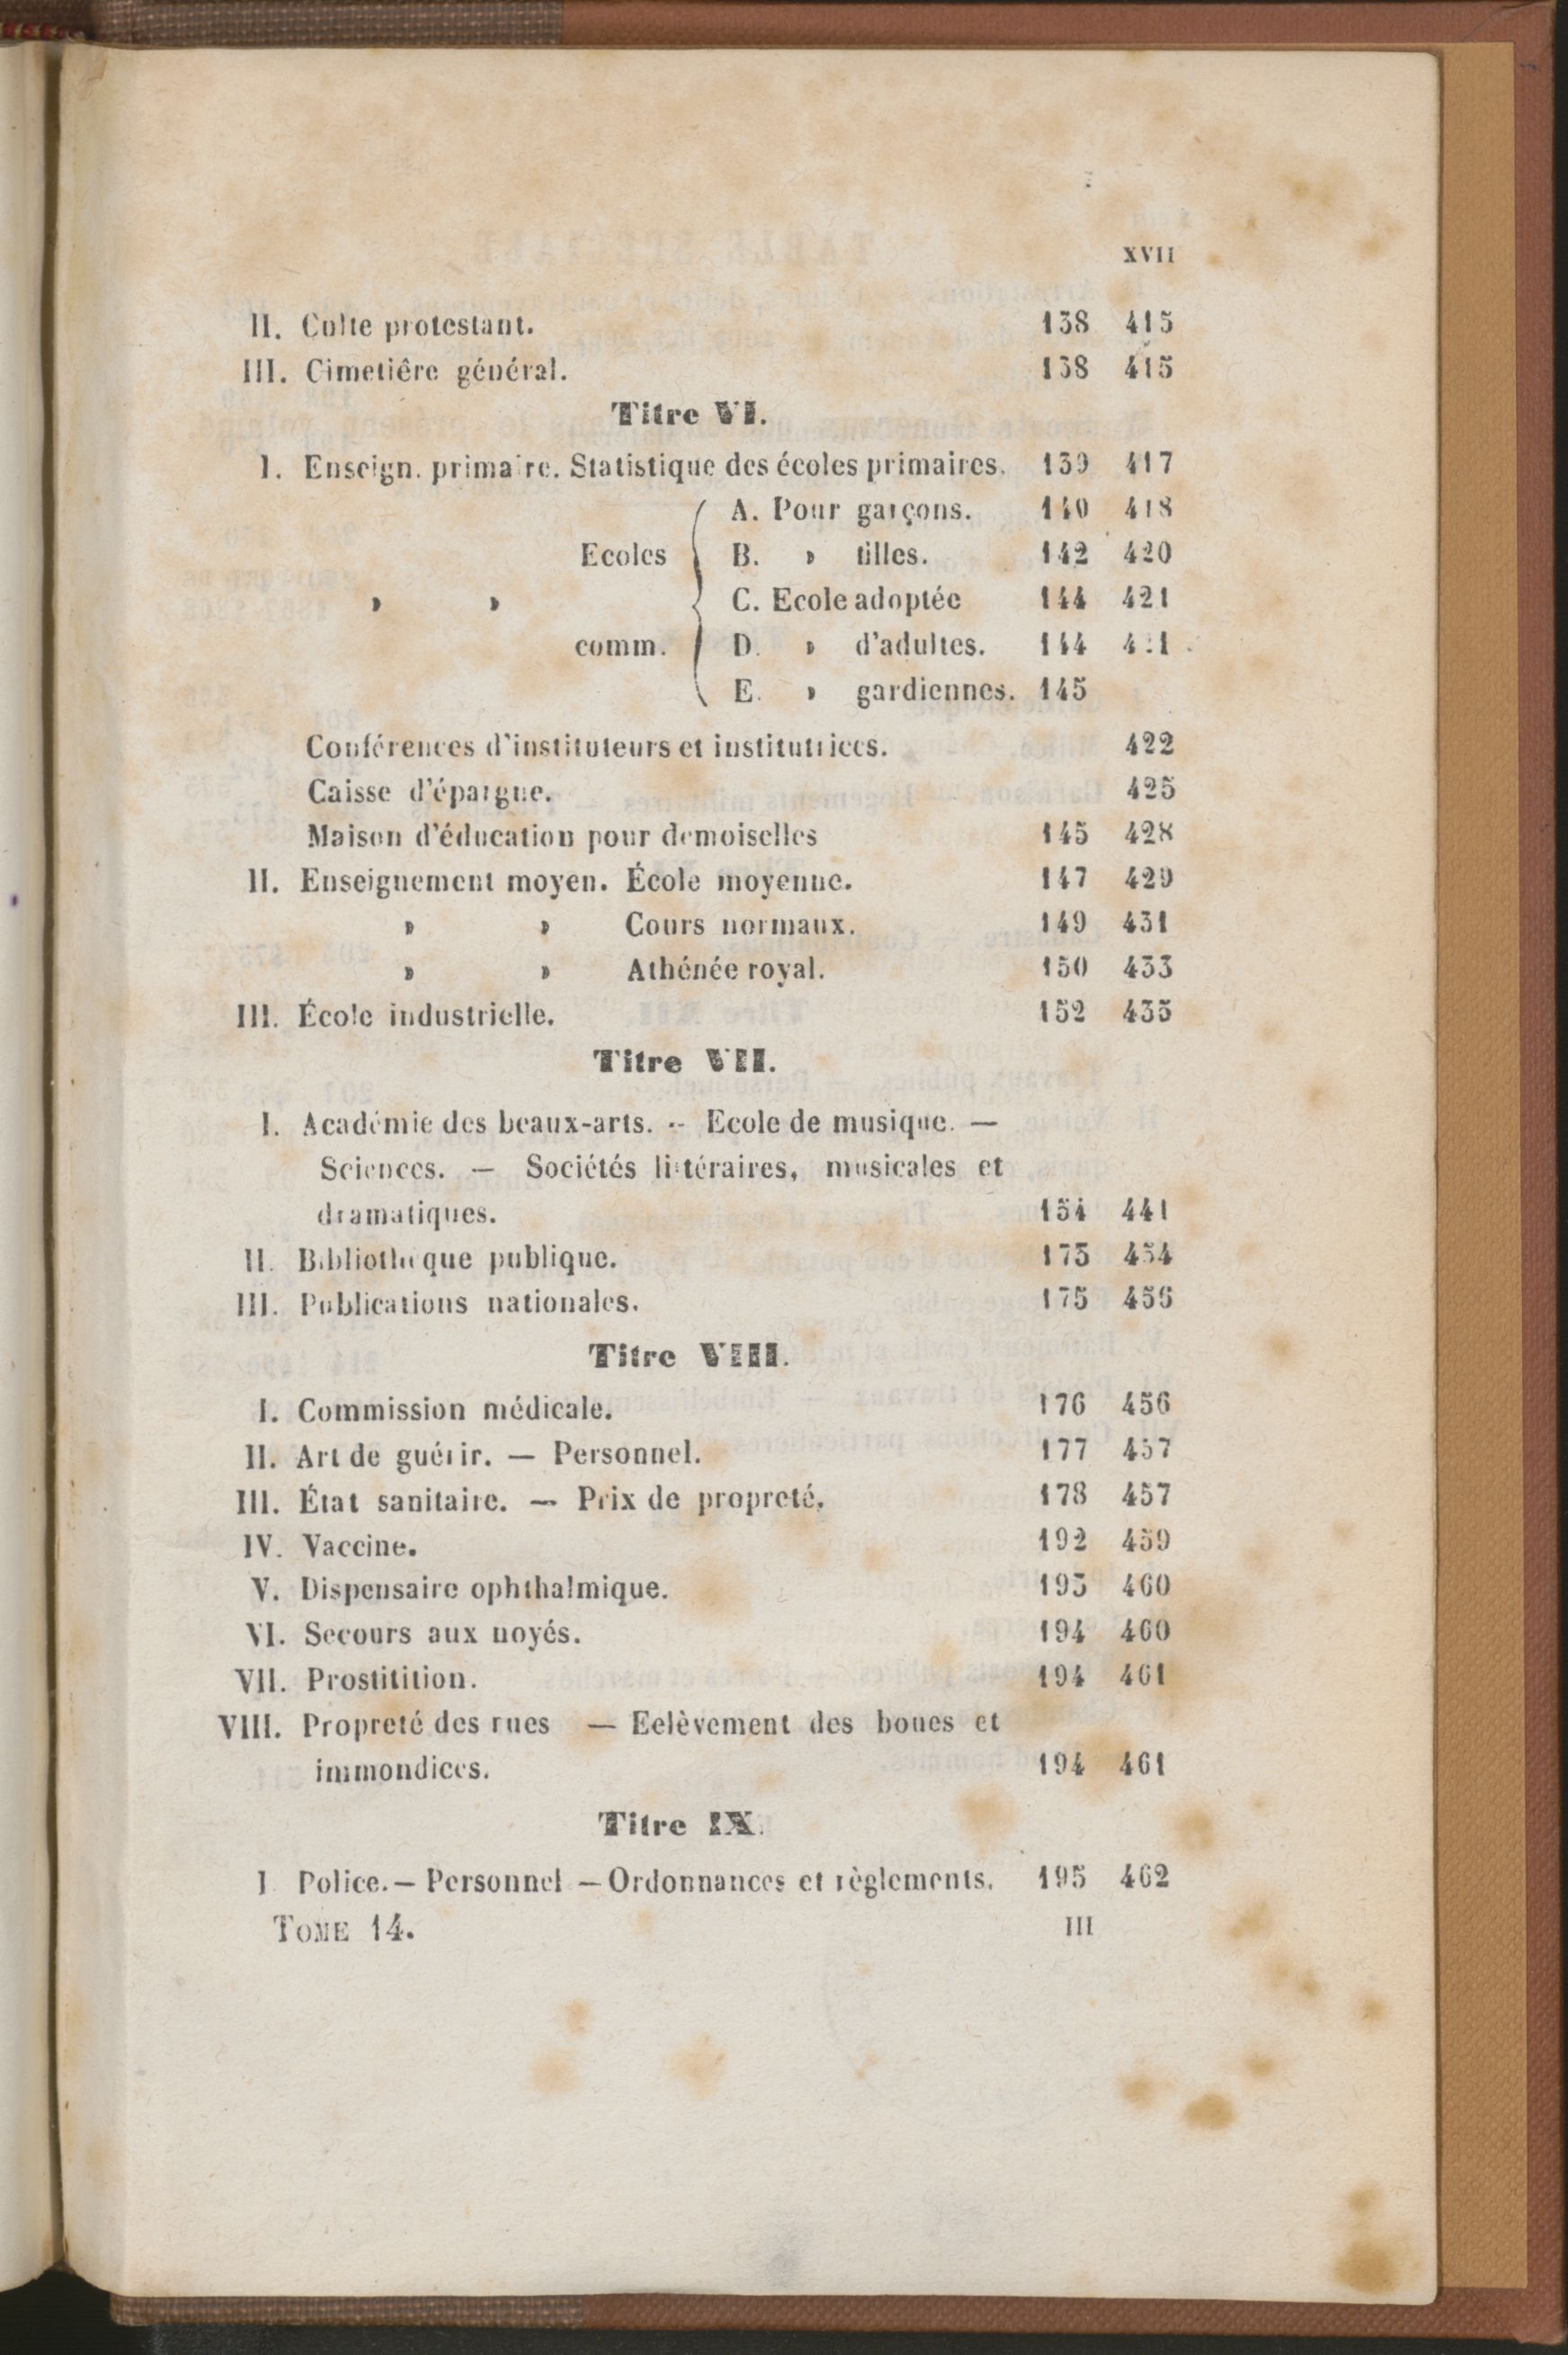 XVII
II. Culte protestant. 138 415
III. Cimetiêre général. 138 415
Titre VI.
I. Enseign. primaire. Statistique des écoles primaires. 139 417
A. Pour garçons. 140 418
Ecoles B. » filles. 142 420
» » C. Ecole adoptée 144 421
comm. D. » d'adultes. 144 421
E. » gardiennes. 145
Conférences d'instituteurs et institutrices. 422
Caisse d'épargne. 425
Maison d'éducation pour demoiselles 145 428
II. Enseignement moyen. École moyenne. 147 429
» » Cours normaux. 149 431
» » Athénée royal. 150 433
III. École industrielle. 152 435
Titre VII.
I. Académie des beaux-arts. — Ecole de musique. —
Sciences. — Sociétés littéraires, musicales et
dramatiques. 154 441
II. Bibliothèque publique. 173 454
III. Publications nationales. 175 456
Titre VIII.
I. Commission médicale. 176 456
II. Art de guérir. — Personnel. 177 457
III. État sanitaire. — Prix de propreté. 178 457
IV. Vaccine. 192 459
V. Dispensaire ophthalmique. 193 460
VI. Secours aux noyés. 194 460
VII. Prostitition. 194 461
VIII. Propreté des rues — Eelèvement des boues et
immondices. 194 461
Titre IX.
I Police. — Personnel — Ordonnances et règlements. 195 462
TOME 14. III